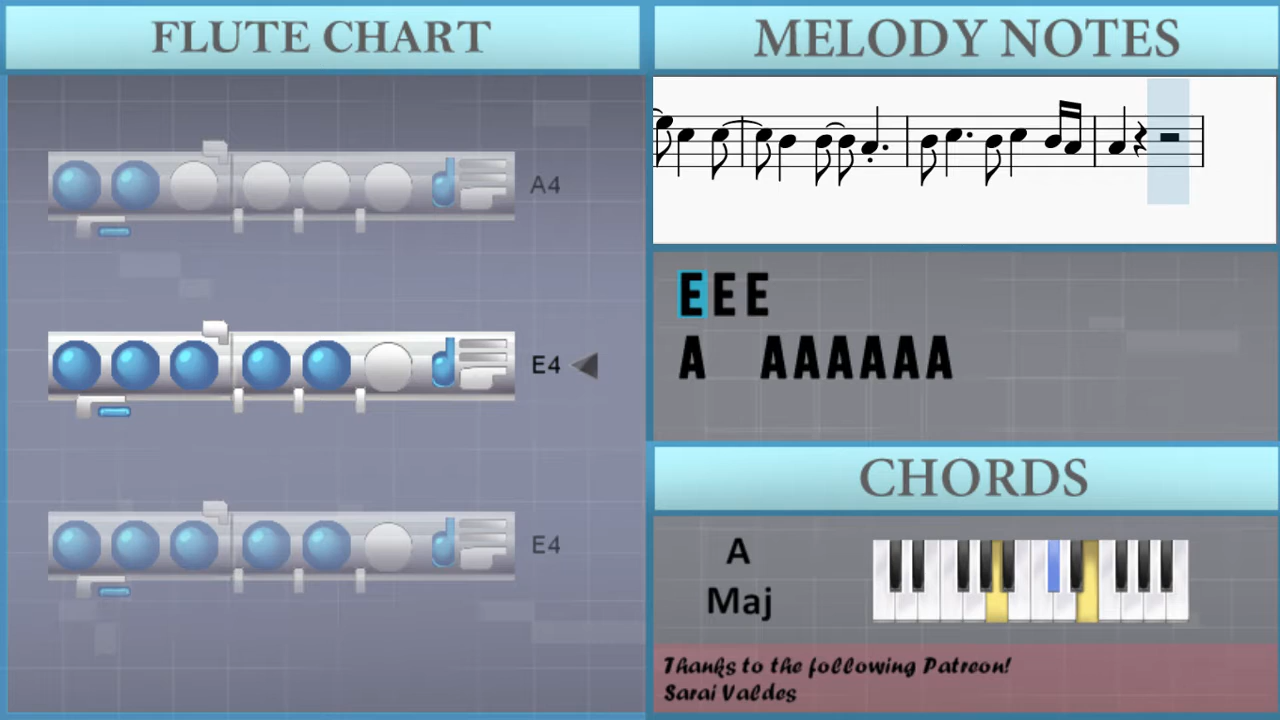 FLUTE CHART
A4
E4
E4
MELODY NOTES
E E E
A A A A A A A
CHORDS
A
Maj
Thanks to the following Patreon!
Sarai Valdes